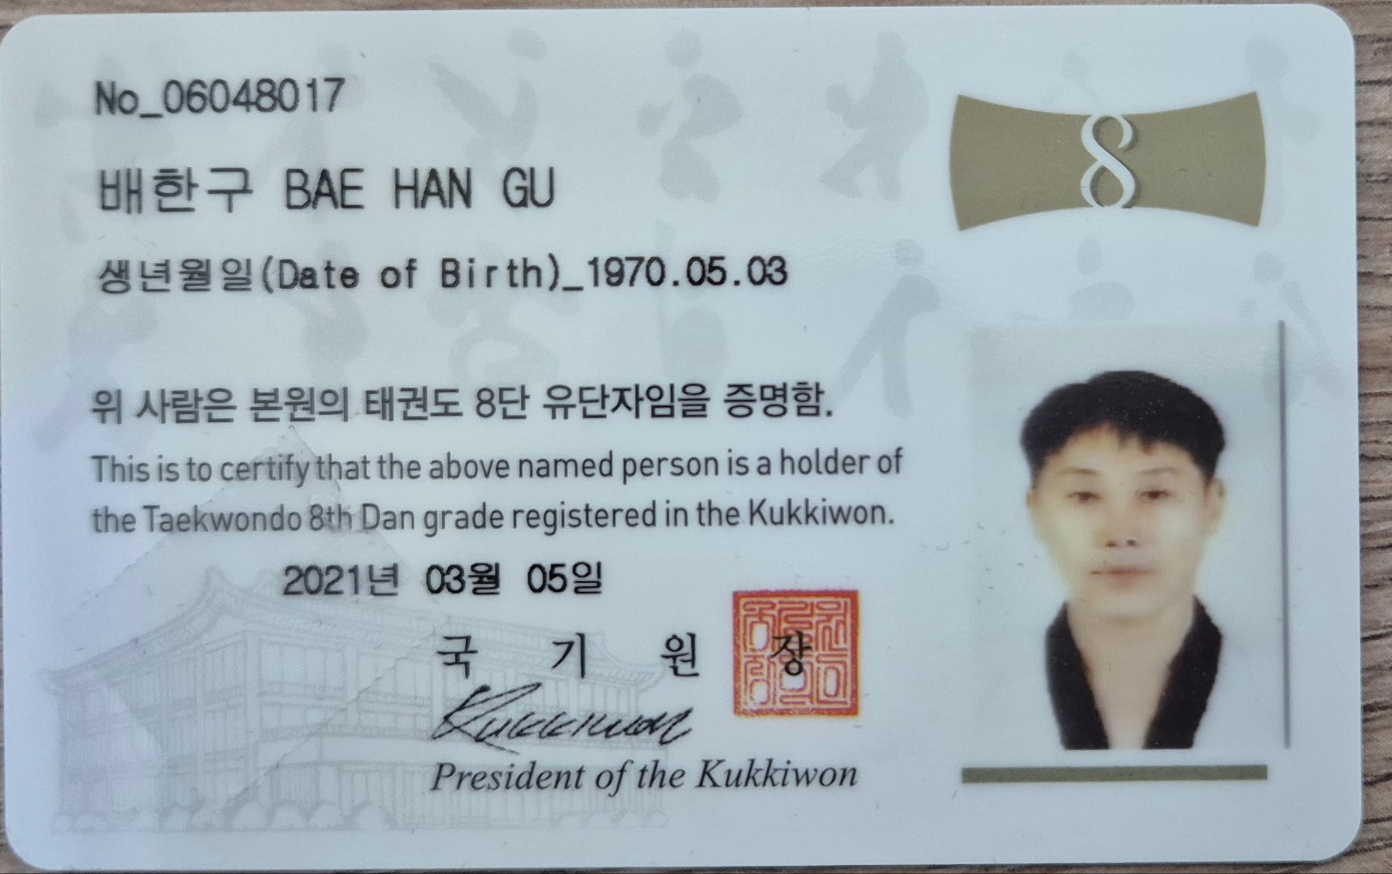 No_06048017
8
배한구 BAE HAN GU
생년월일(Date of Birth)_1970.05.03
위 사람은 본원의 태권도 8단 유단자임을 증명함.
This is to certify that the above named person is a holder of
the Taekwondo 8th Dan grade registered in the Kukkiwon.
2021년 03월 05일
국 기 원 장
Kukkiwon
President of the Kukkiwon